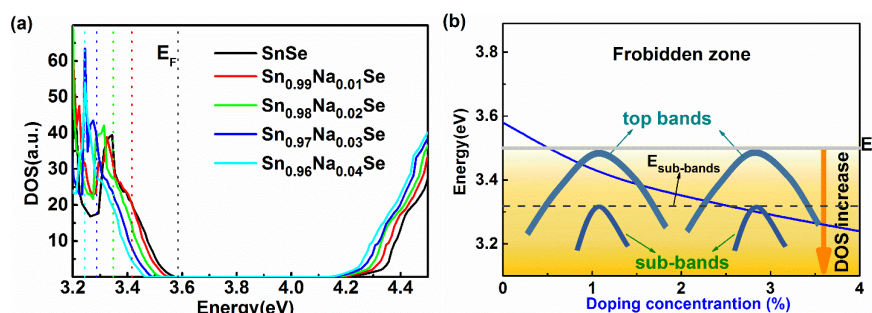 (a)
60
50
40
30
20
10
DOS(a.u.)
E_F
SnSe
Sn0.99Na0.01Se
Sn0.98Na0.02Se
Sn0.97Na0.03Se
Sn0.96Na0.04Se
3.2 3.4 3.6 3.8 4.0 4.2 4.4
Energy(eV)
(b)
3.8
3.6
3.4
3.2
Energy(eV)
Frobidden zone
top bands
E
E_sub-bands
sub-bands
DOS increase
0 1 2 3 4
Doping concentrantion (%)